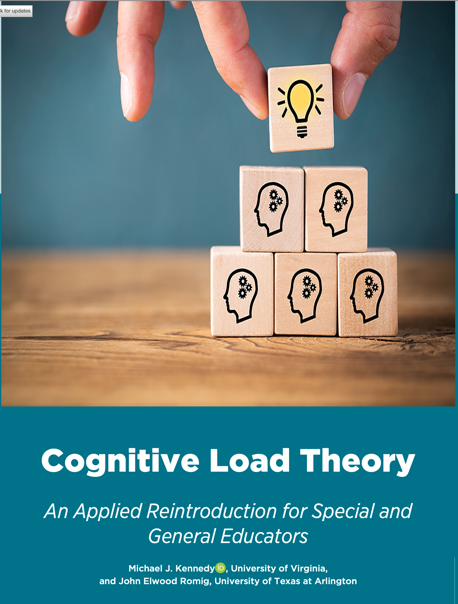 k for updates
Cognitive Load Theory
An Applied Reintroduction for Special and
General Educators
Michael J. Kennedy iD, University of Virginia,
and John Elwood Romig, University of Texas at Arlington